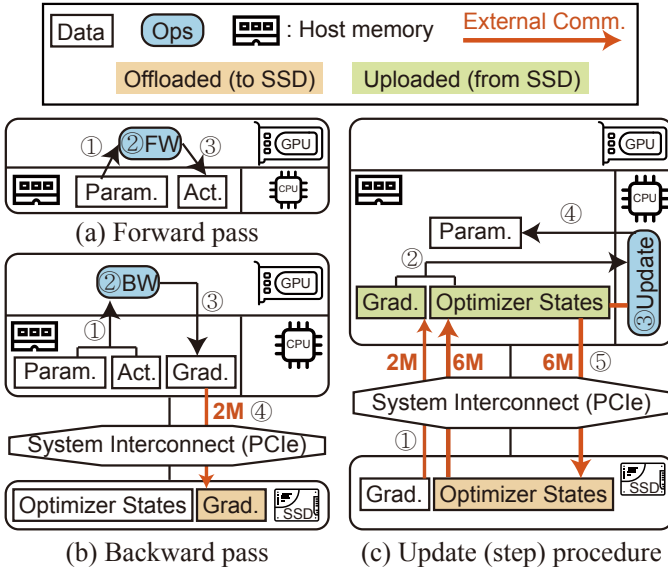 Data Ops : Host memory External Comm.
Offloaded (to SSD) Uploaded (from SSD)
① ②FW ③ GPU
Param. Act. CPU
(a) Forward pass
②BW ③ GPU
① CPU
Param. Act. Grad.
2M ④
System Interconnect (PCIe)
Optimizer States Grad. SSD
(b) Backward pass
GPU
CPU
④
Param.
② ③Update
Grad. Optimizer States
2M 6M 6M ⑤
System Interconnect (PCIe)
①
Grad. Optimizer States SSD
(c) Update (step) procedure